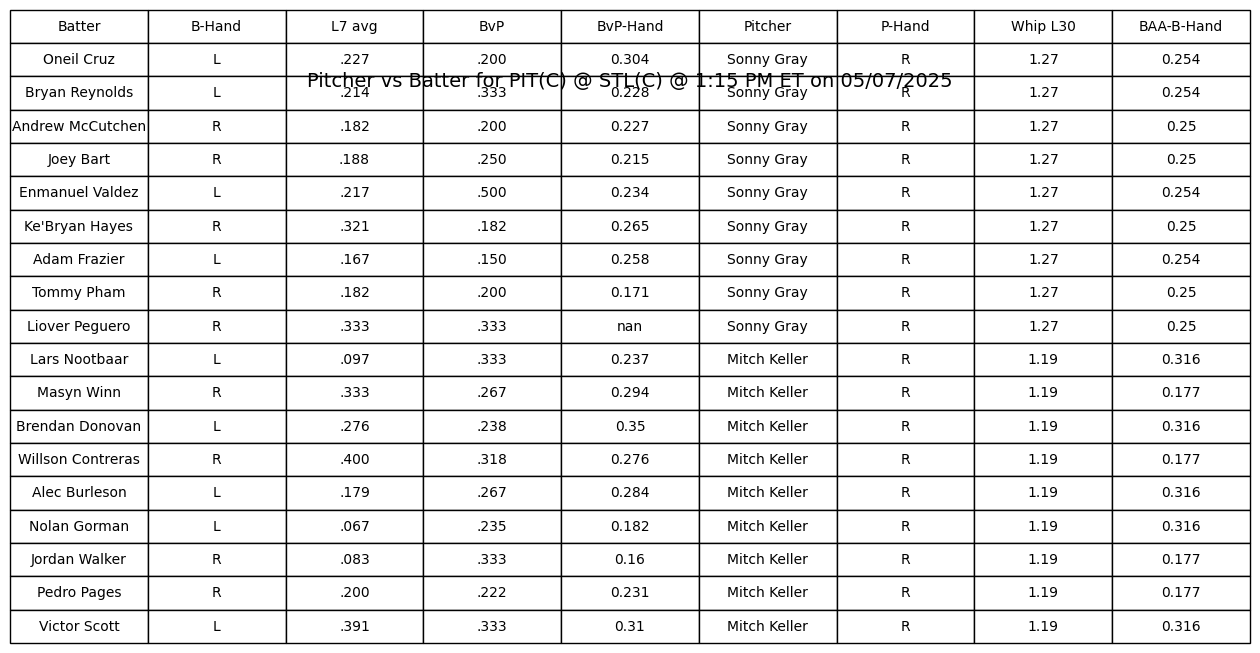 Batter B-Hand L7 avg BvP BvP-Hand Pitcher P-Hand Whip L30 BAA-B-Hand
Oneil Cruz L .227 .200 0.304 Sonny Gray R 1.27 0.254
Pitcher vs Batter for PIT(C) @ STL(C) @ 1:15 PM ET on 05/07/2025
Bryan Reynolds L .214 .333 0.228 Sonny Gray R 1.27 0.254
Andrew McCutchen R .182 .200 0.227 Sonny Gray R 1.27 0.25
Joey Bart R .188 .250 0.215 Sonny Gray R 1.27 0.25
Enmanuel Valdez L .217 .500 0.234 Sonny Gray R 1.27 0.254
Ke'Bryan Hayes R .321 .182 0.265 Sonny Gray R 1.27 0.25
Adam Frazier L .167 .150 0.258 Sonny Gray R 1.27 0.254
Tommy Pham R .182 .200 0.171 Sonny Gray R 1.27 0.25
Liover Peguero R .333 .333 nan Sonny Gray R 1.27 0.25
Lars Nootbaar L .097 .333 0.237 Mitch Keller R 1.19 0.316
Masyn Winn R .333 .267 0.294 Mitch Keller R 1.19 0.177
Brendan Donovan L .276 .238 0.35 Mitch Keller R 1.19 0.316
Willson Contreras R .400 .318 0.276 Mitch Keller R 1.19 0.177
Alec Burleson L .179 .267 0.284 Mitch Keller R 1.19 0.316
Nolan Gorman L .067 .235 0.182 Mitch Keller R 1.19 0.316
Jordan Walker R .083 .333 0.16 Mitch Keller R 1.19 0.177
Pedro Pages R .200 .222 0.231 Mitch Keller R 1.19 0.177
Victor Scott L .391 .333 0.31 Mitch Keller R 1.19 0.316